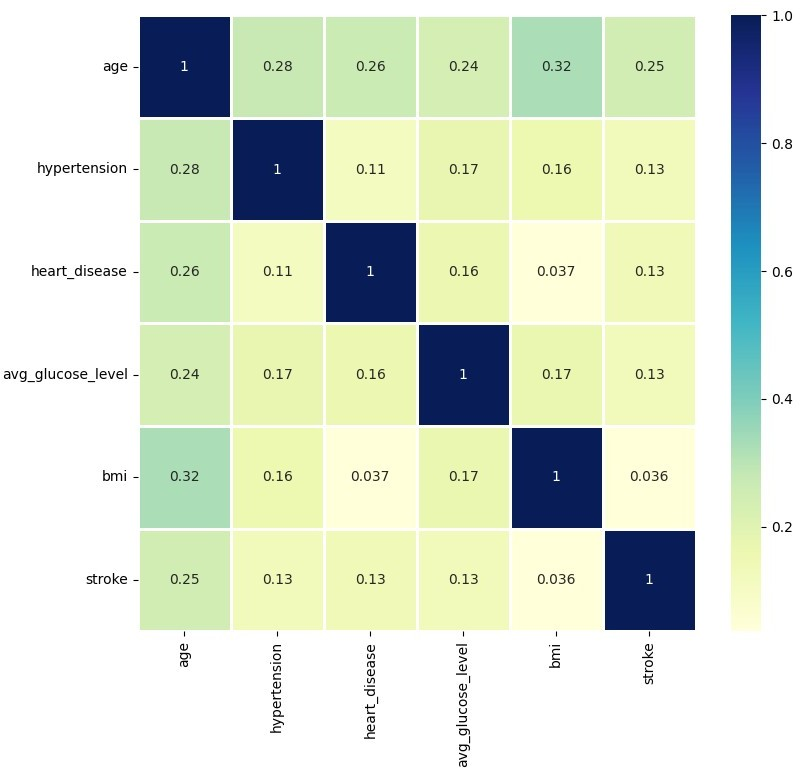 1.0
age 1 0.28 0.26 0.24 0.32 0.25
0.8
hypertension 0.28 1 0.11 0.17 0.16 0.13
heart_disease 0.26 0.11 1 0.16 0.037 0.13
0.6
avg_glucose_level 0.24 0.17 0.16 1 0.17 0.13
0.4
bmi 0.32 0.16 0.037 0.17 1 0.036
0.2
stroke 0.25 0.13 0.13 0.13 0.036 1
age
hypertension
heart_disease
avg_glucose_level
bmi
stroke